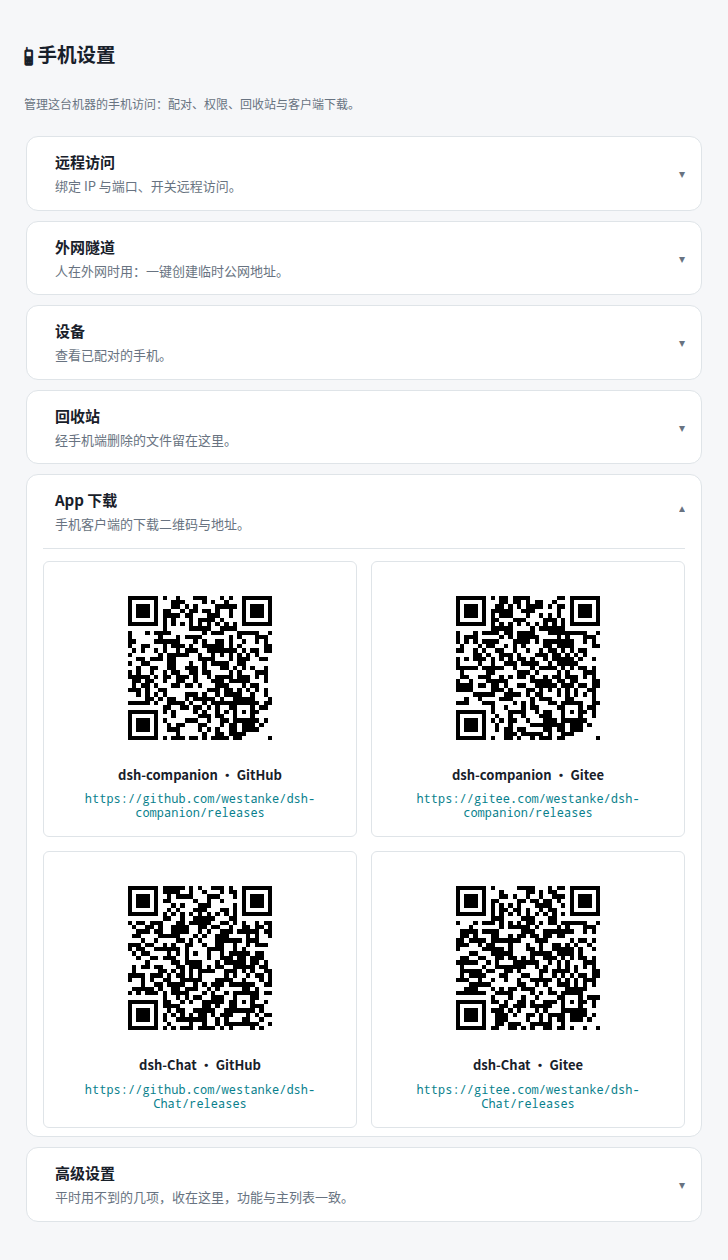 手机设置
管理这台机器的手机访问：配对、权限、回收站与客户端下载。
远程访问
绑定 IP 与端口、开关远程访问。
外网隧道
人在外网时用：一键创建临时公网地址。
设备
查看已配对的手机。
回收站
经手机端删除的文件留在这里。
App 下载
手机客户端的下载二维码与地址。
dsh-companion · GitHub
https://github.com/westanke/dsh-
companion/releases
dsh-companion · Gitee
https://gitee.com/westanke/dsh-
companion/releases
dsh-Chat · GitHub
https://github.com/westanke/dsh-
Chat/releases
dsh-Chat · Gitee
https://gitee.com/westanke/dsh-
Chat/releases
高级设置
平时用不到的几项，收在这里，功能与主列表一致。